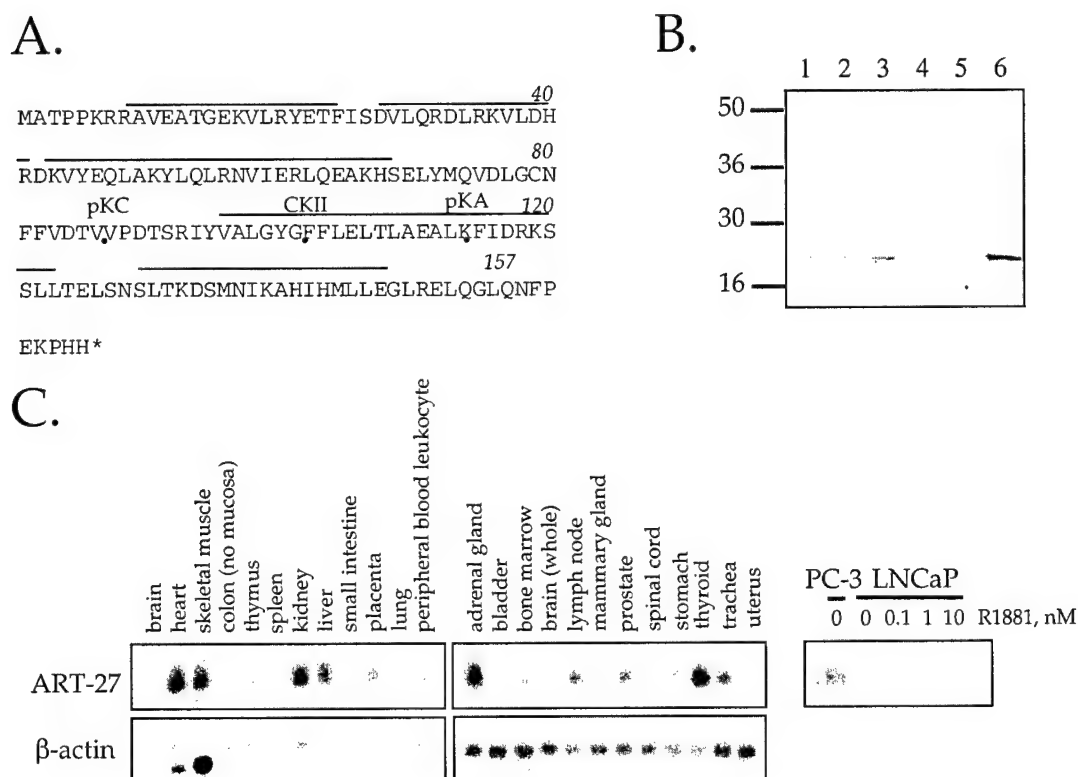 A.
40
MATPPKRRAVEATGEKVLRYETFISDVLQRDLRKVLDH
80
RDKVYEQLAKYLQLRNVIERLQEAKHSELYMQVDLGCN
pKC CKII pKA 120
FFVDTVVPDTSRIYVALGYGFFLELTLAEALKFIDRKS
157
SLLTELSNSLTKDSMNIKAHIHMLLEGLRELQGLQNFP
EKPHH*
B.
1 2 3 4 5 6
50
36
30
16
C.
brain
heart
skeletal muscle
colon (no mucosa)
thymus
spleen
kidney
liver
small intestine
placenta
lung
peripheral blood leukocyte
adrenal gland
bladder
bone marrow
brain (whole)
lymph node
mammary gland
prostate
spinal cord
stomach
thyroid
trachea
uterus
PC-3 LNCaP
0 0 0.1 1 10 R1881, nM
ART-27
β-actin